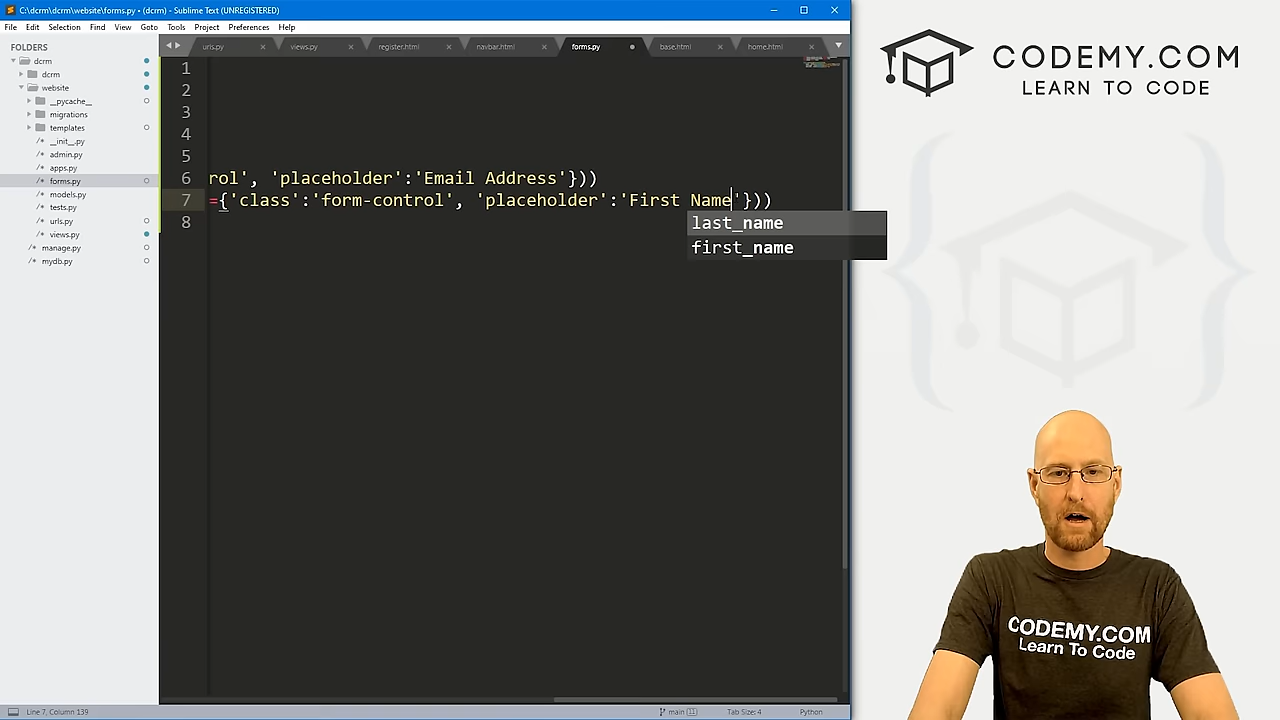 C:\dcrm\dcrm\website\forms.py • (dcrm) - Sublime Text (UNREGISTERED)
File Edit Selection Find View Goto Tools Project Preferences Help
FOLDERS
dcrm
dcrm
website
__pycache__
migrations
templates
__init__.py
admin.py
apps.py
forms.py
models.py
tests.py
urls.py
views.py
manage.py
mydb.py
urls.py views.py register.html navbar.html forms.py base.html home.html
1
2
3
4
5
6 rol', 'placeholder':'Email Address'}))
7 ={'class':'form-control', 'placeholder':'First Name'}))
8
last_name
first_name
Line 7, Column 139
main 11 Tab Size: 4 Python
CODEMY.COM
LEARN TO CODE
CODEMY.COM
Learn To Code